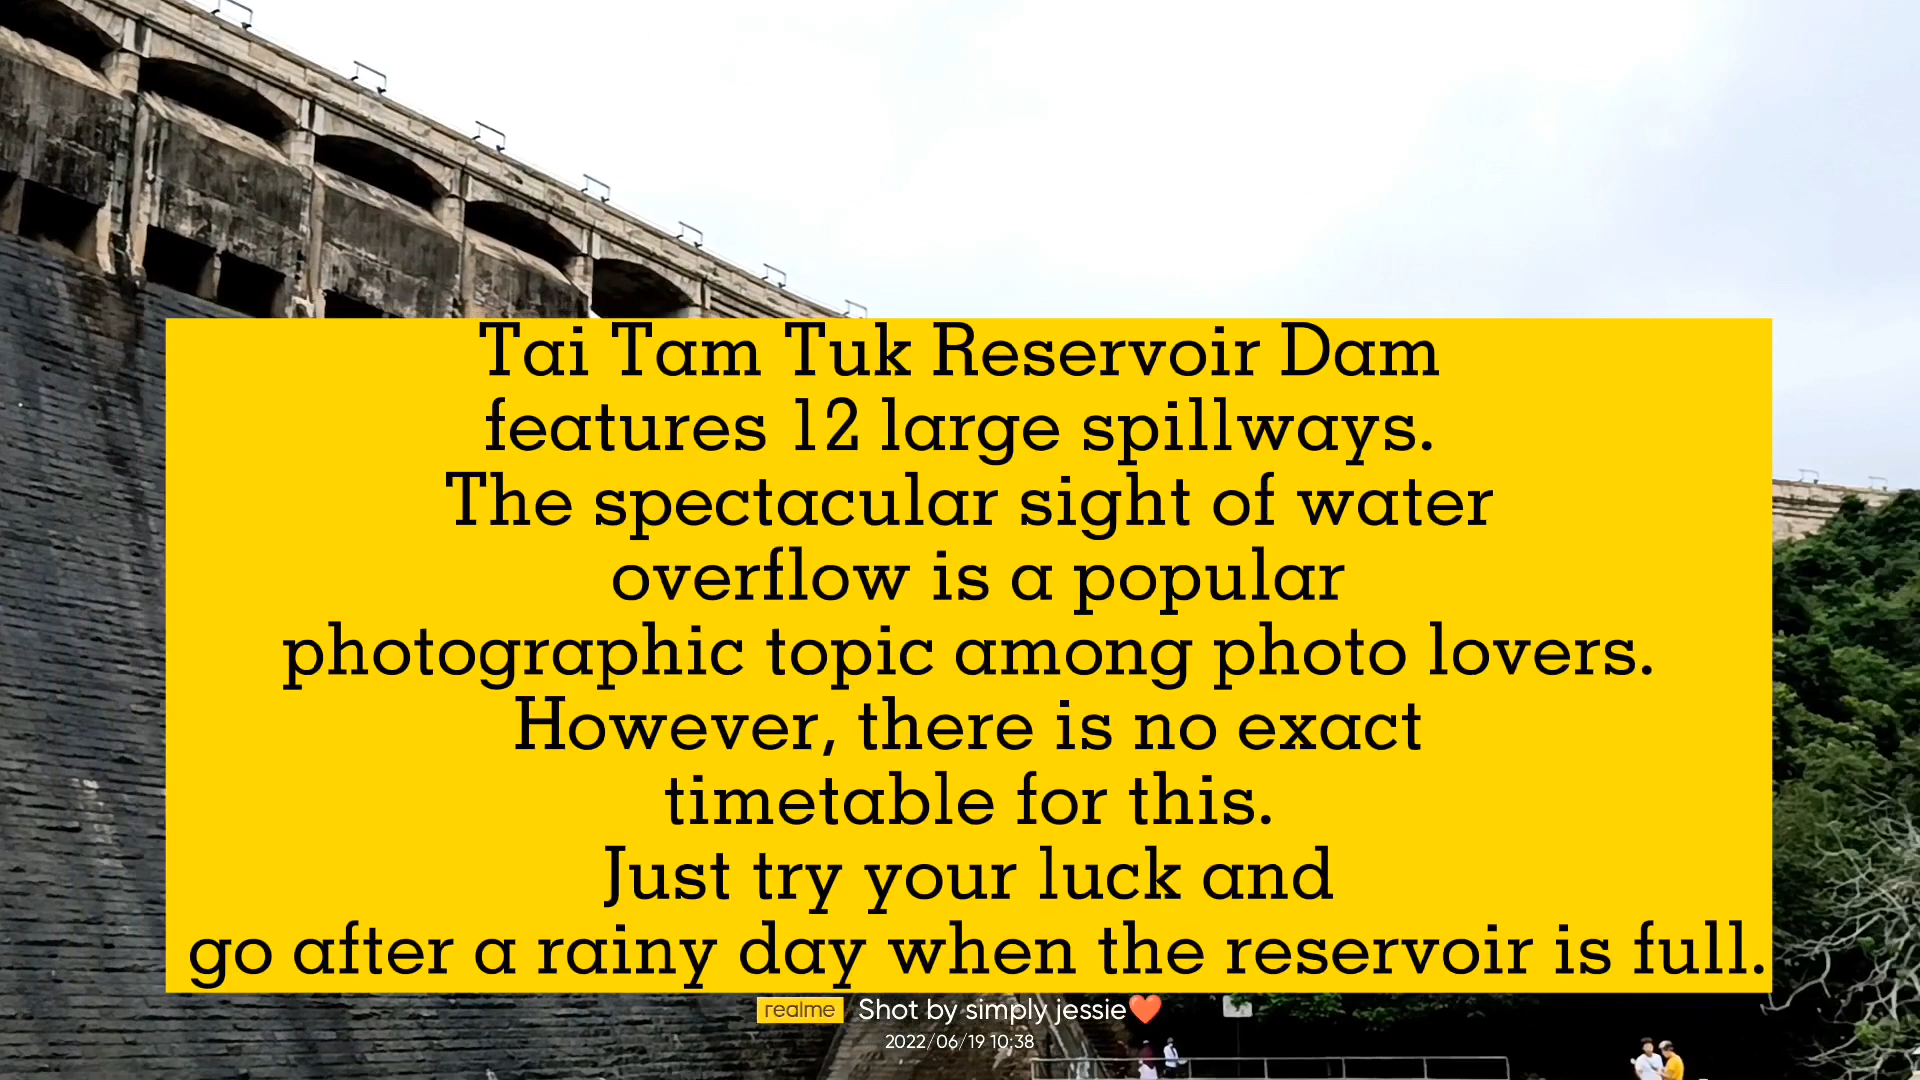 Tai Tam Tuk Reservoir Dam
features 12 large spillways.
The spectacular sight of water
overflow is a popular
photographic topic among photo lovers.
However, there is no exact
timetable for this.
Just try your luck and
go after a rainy day when the reservoir is full.
realme Shot by simply jessie❤️
2022/06/19 10:38